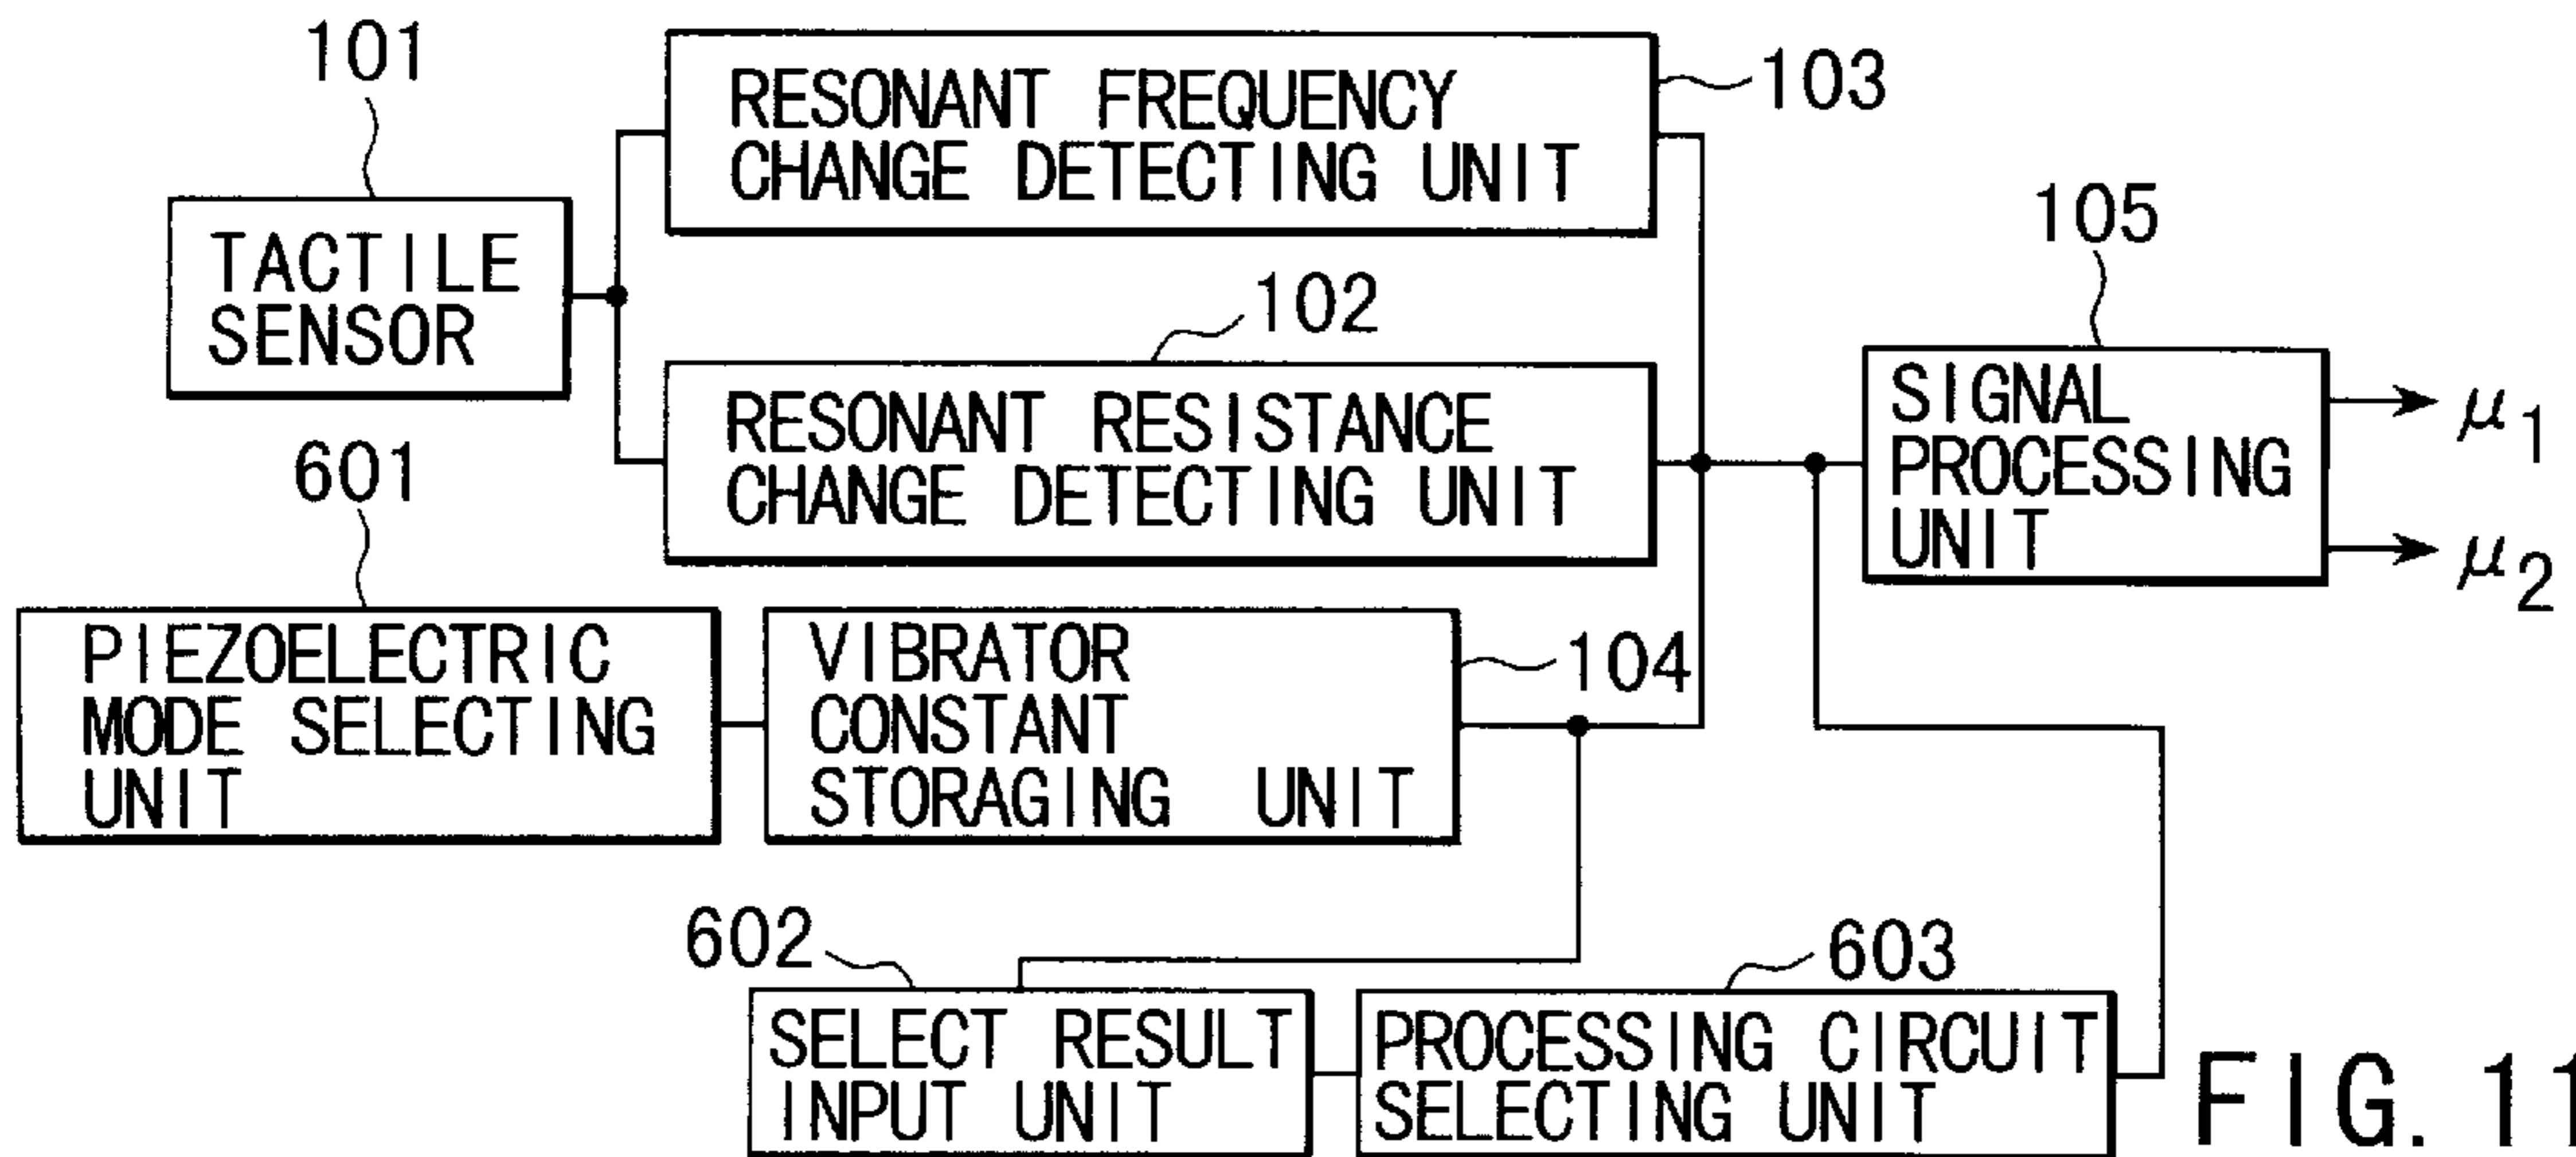 101
TACTILE
SENSOR
RESONANT FREQUENCY
CHANGE DETECTING UNIT
103
102
RESONANT RESISTANCE
CHANGE DETECTING UNIT
105
SIGNAL
PROCESSING
UNIT
μ1
μ2
601
PIEZOELECTRIC
MODE SELECTING
UNIT
VIBRATOR
CONSTANT
STORAGING UNIT
104
602
SELECT RESULT
INPUT UNIT
603
PROCESSING CIRCUIT
SELECTING UNIT
FIG. 11